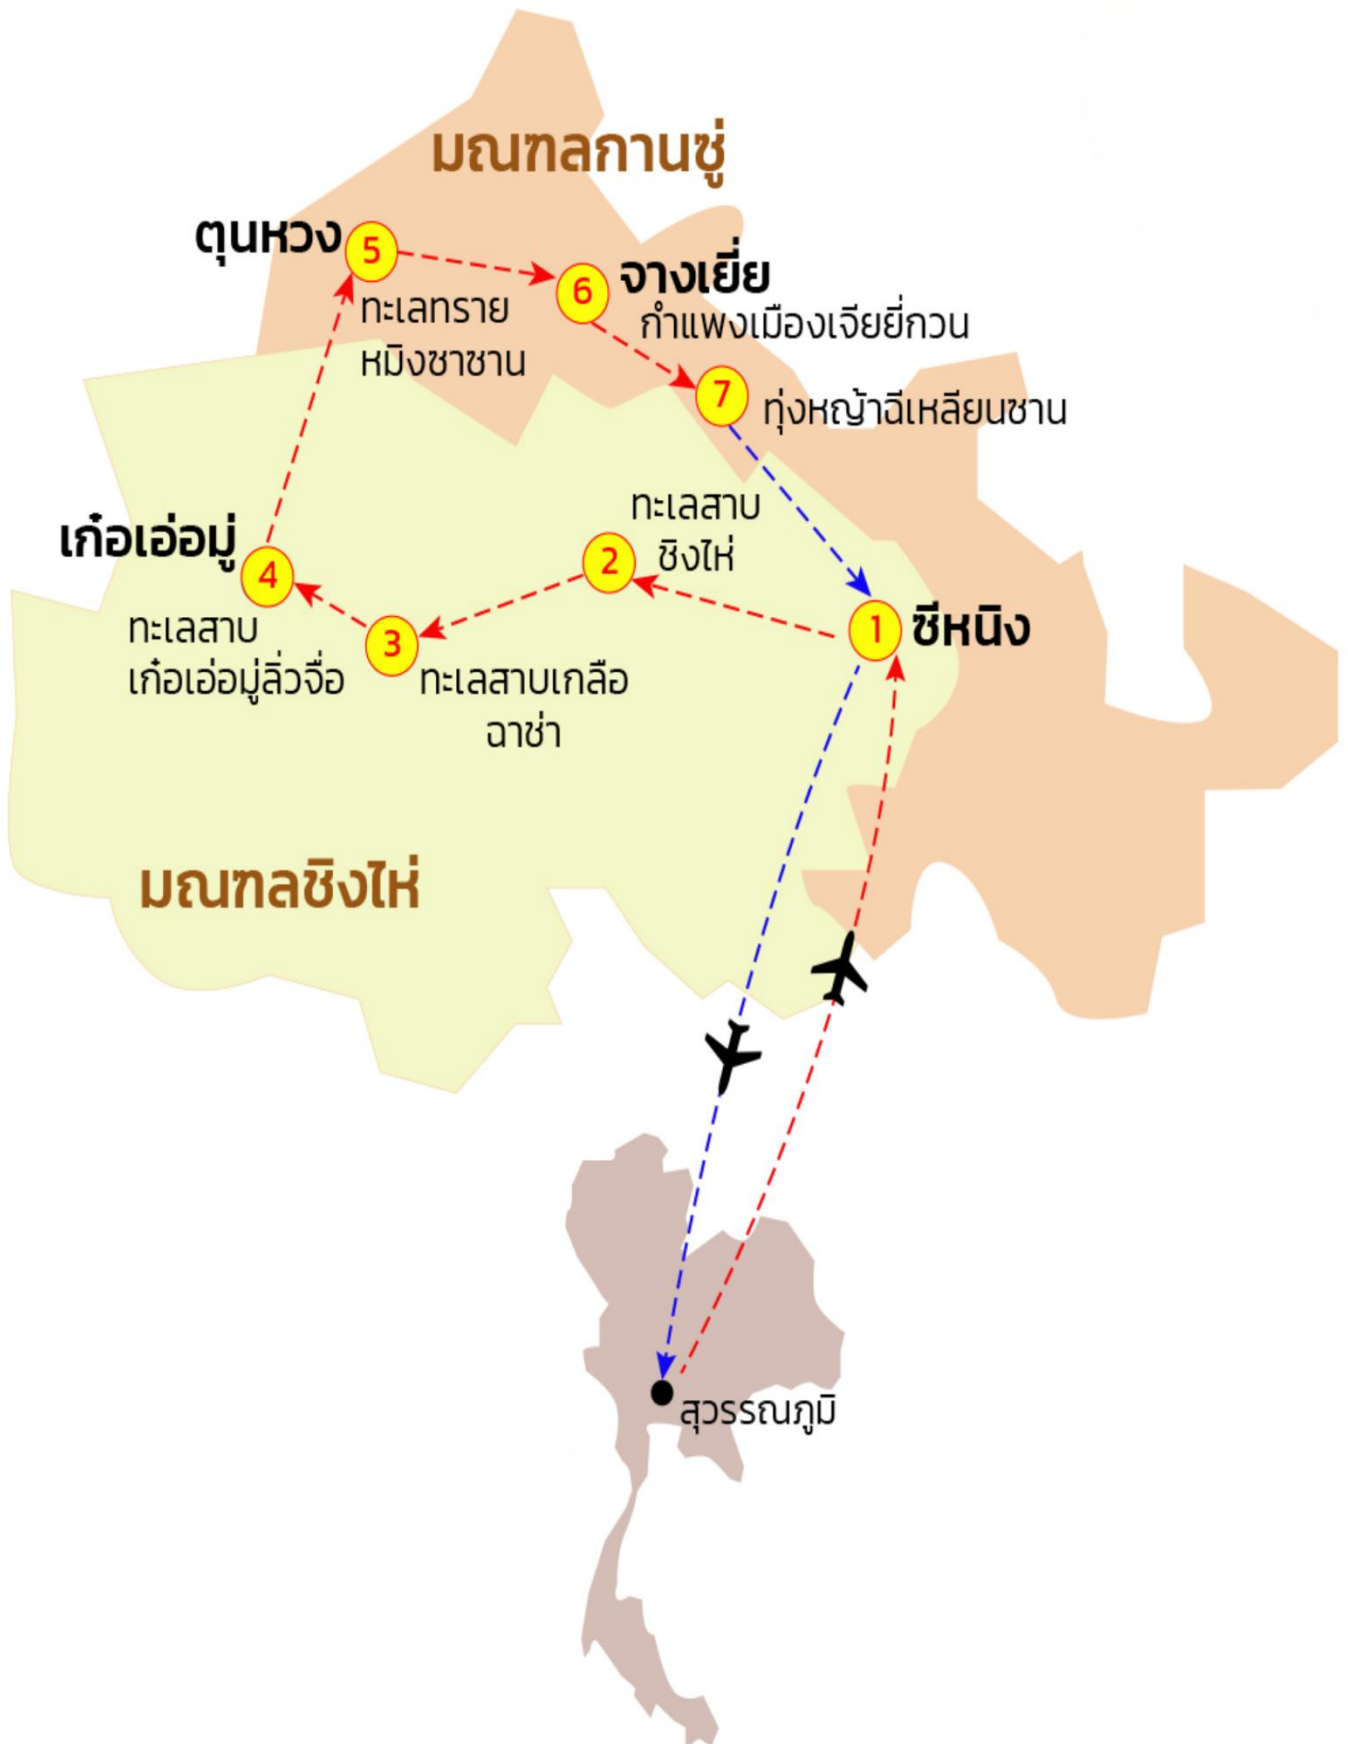 มณฑลกานซู่
ตุนหวง
5
ทะเลทราย
หมิงซาซาน
6
จางเยี่ย
กำแพงเมืองเจียยี่กวน
7
ทุ่งหญ้าฉีเหลียนซาน
ทะเลสาบ
ชิงไห่
2
เก๋อเอ่อมู่
4
ทะเลสาบ
เก๋อเอ่อมู่ลิ่วจื่อ
3
ทะเลสาบเกลือ
ฉาช่า
1
ซีหนิง
มณฑลชิงไห่
สุวรรณภูมิ